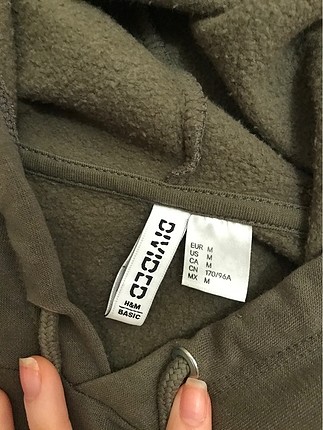 DIVIDED
H&M
BASIC
EUR M
US M
CA M
CN 170/96A
MX M